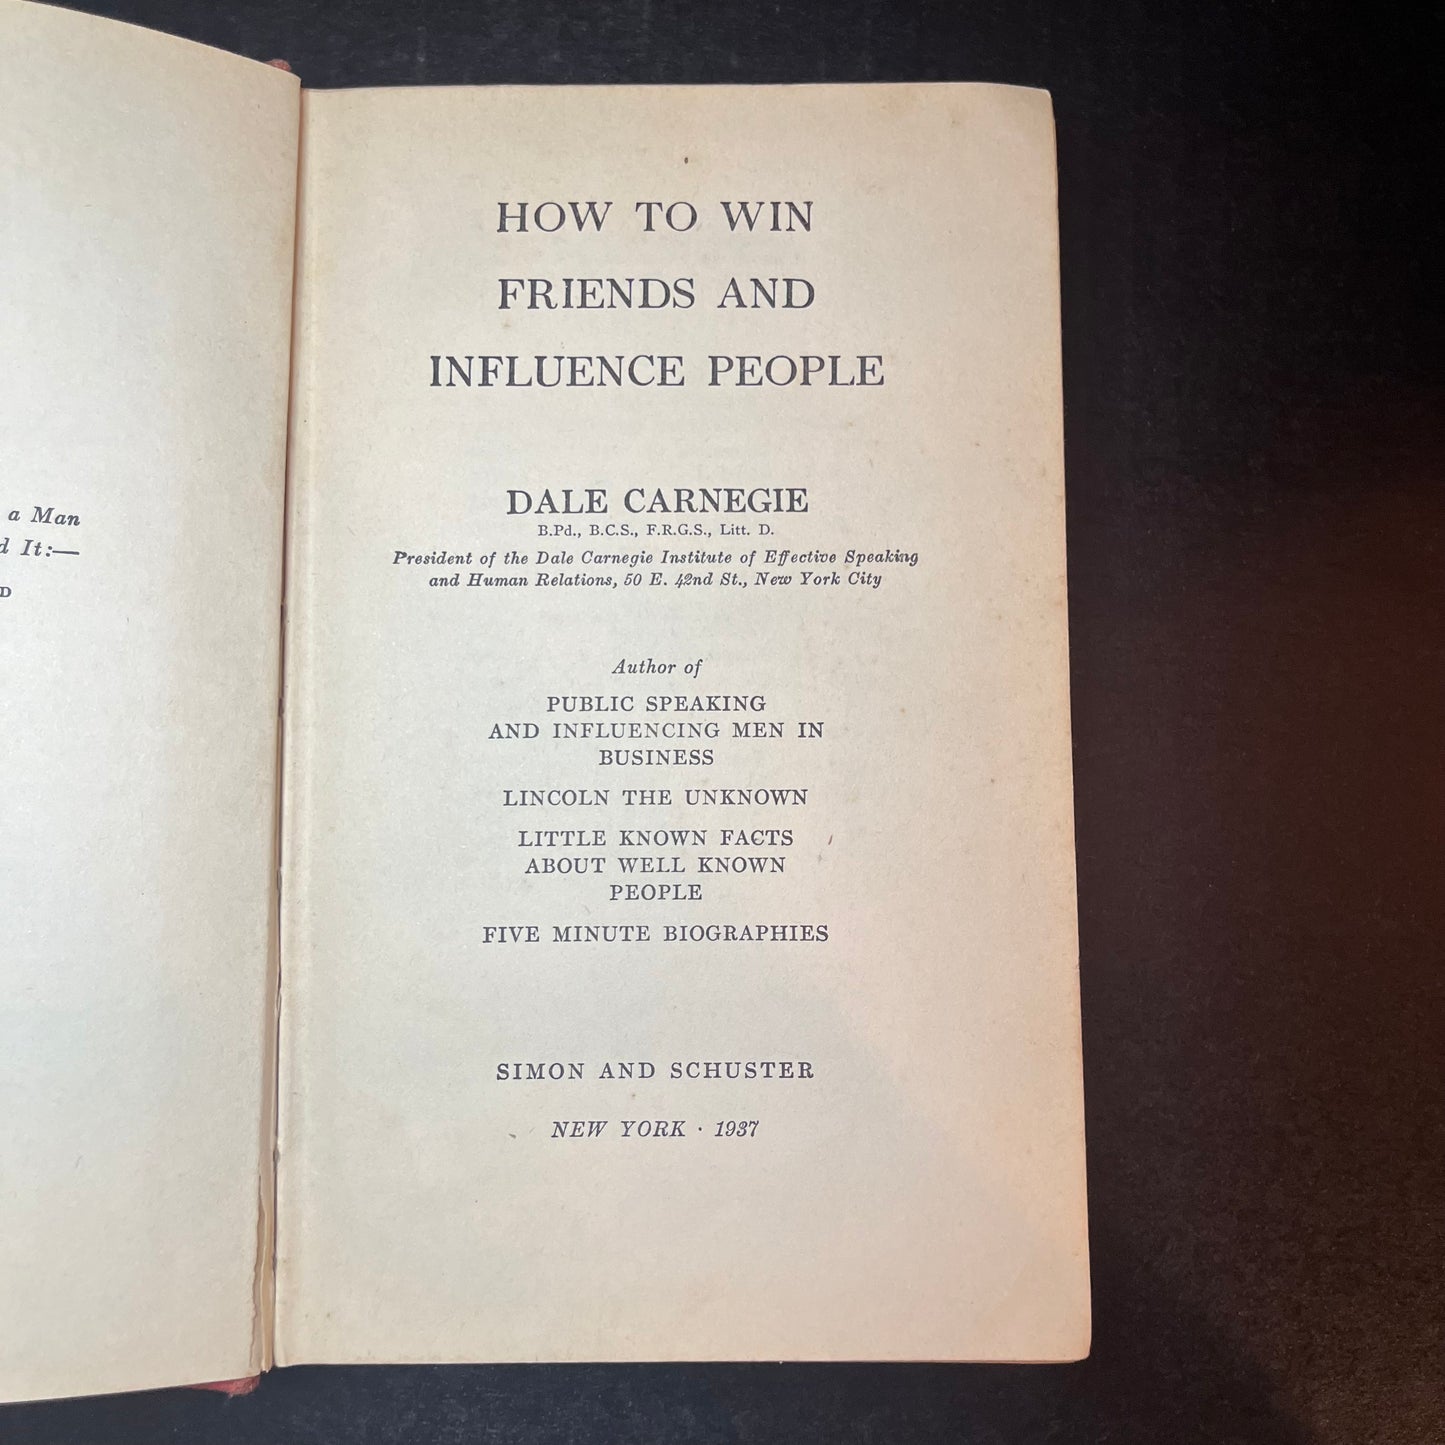 a Man
It:—
D
HOW TO WIN
FRIENDS AND
INFLUENCE PEOPLE
DALE CARNEGIE
B.Pd., B.C.S., F.R.G.S., Litt. D.
President of the Dale Carnegie Institute of Effective Speaking
and Human Relations, 50 E. 42nd St., New York City
Author of
PUBLIC SPEAKING
AND INFLUENCING MEN IN
BUSINESS
LINCOLN THE UNKNOWN
LITTLE KNOWN FACTS
ABOUT WELL KNOWN
PEOPLE
FIVE MINUTE BIOGRAPHIES
SIMON AND SCHUSTER
NEW YORK · 1937